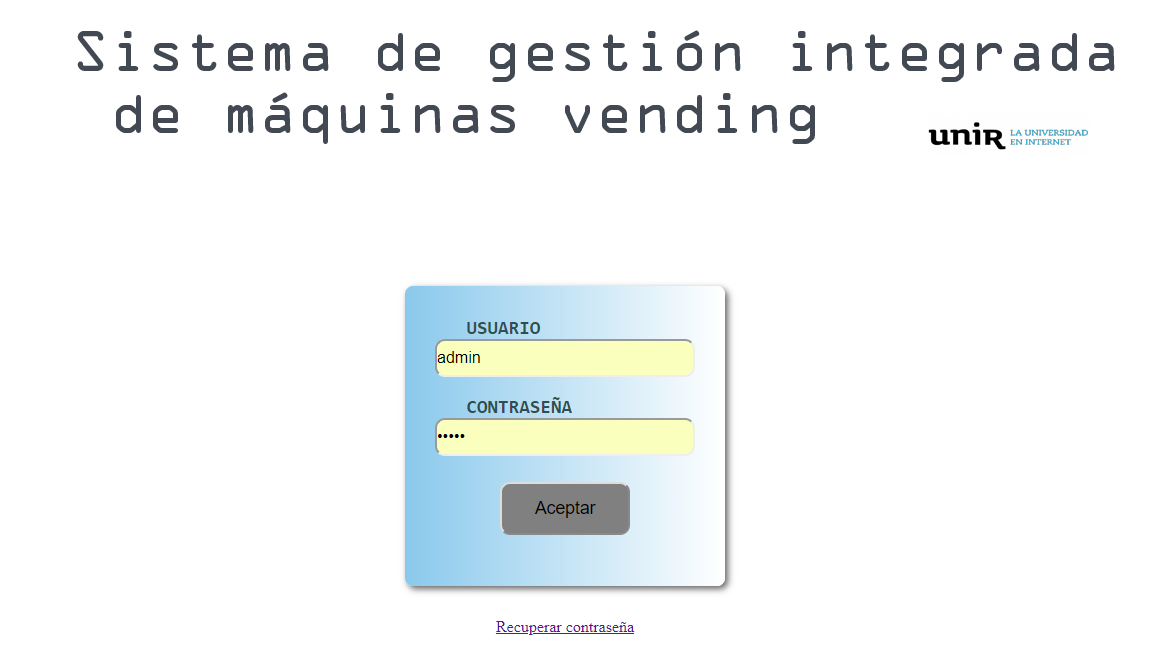 Sistema de gestión integrada
de máquinas vending
unir LA UNIVERSIDAD
EN INTERNET
USUARIO
admin
CONTRASEÑA
•••••
Aceptar
Recuperar contraseña